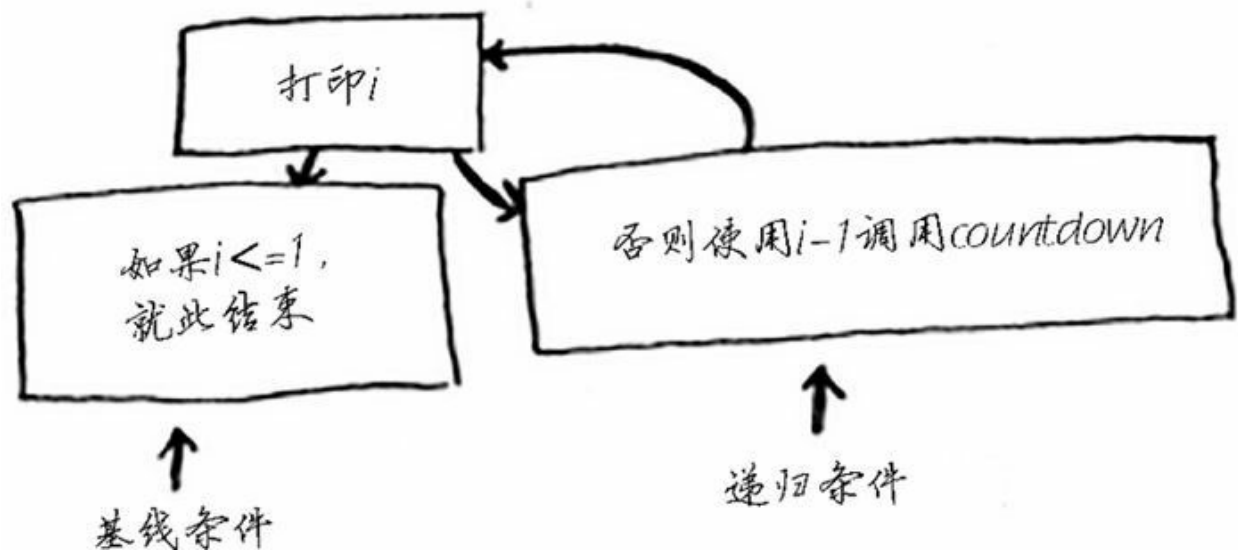 打印i
如果i<=1，
就此结束
否则使用i-1调用countdown
基线条件
递归条件